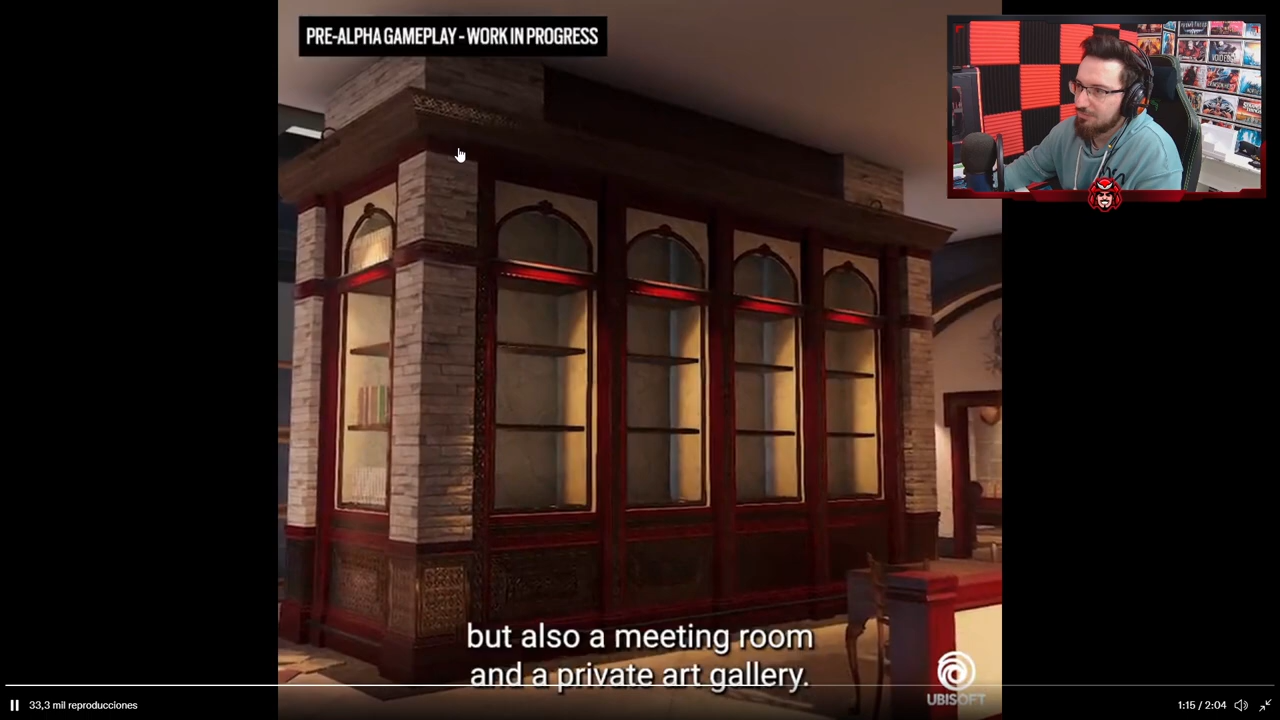 PRE-ALPHA GAMEPLAY - WORK IN PROGRESS
but also a meeting room
and a private art gallery.
UBISOFT
33,3 mil reproducciones
1:15 / 2:04